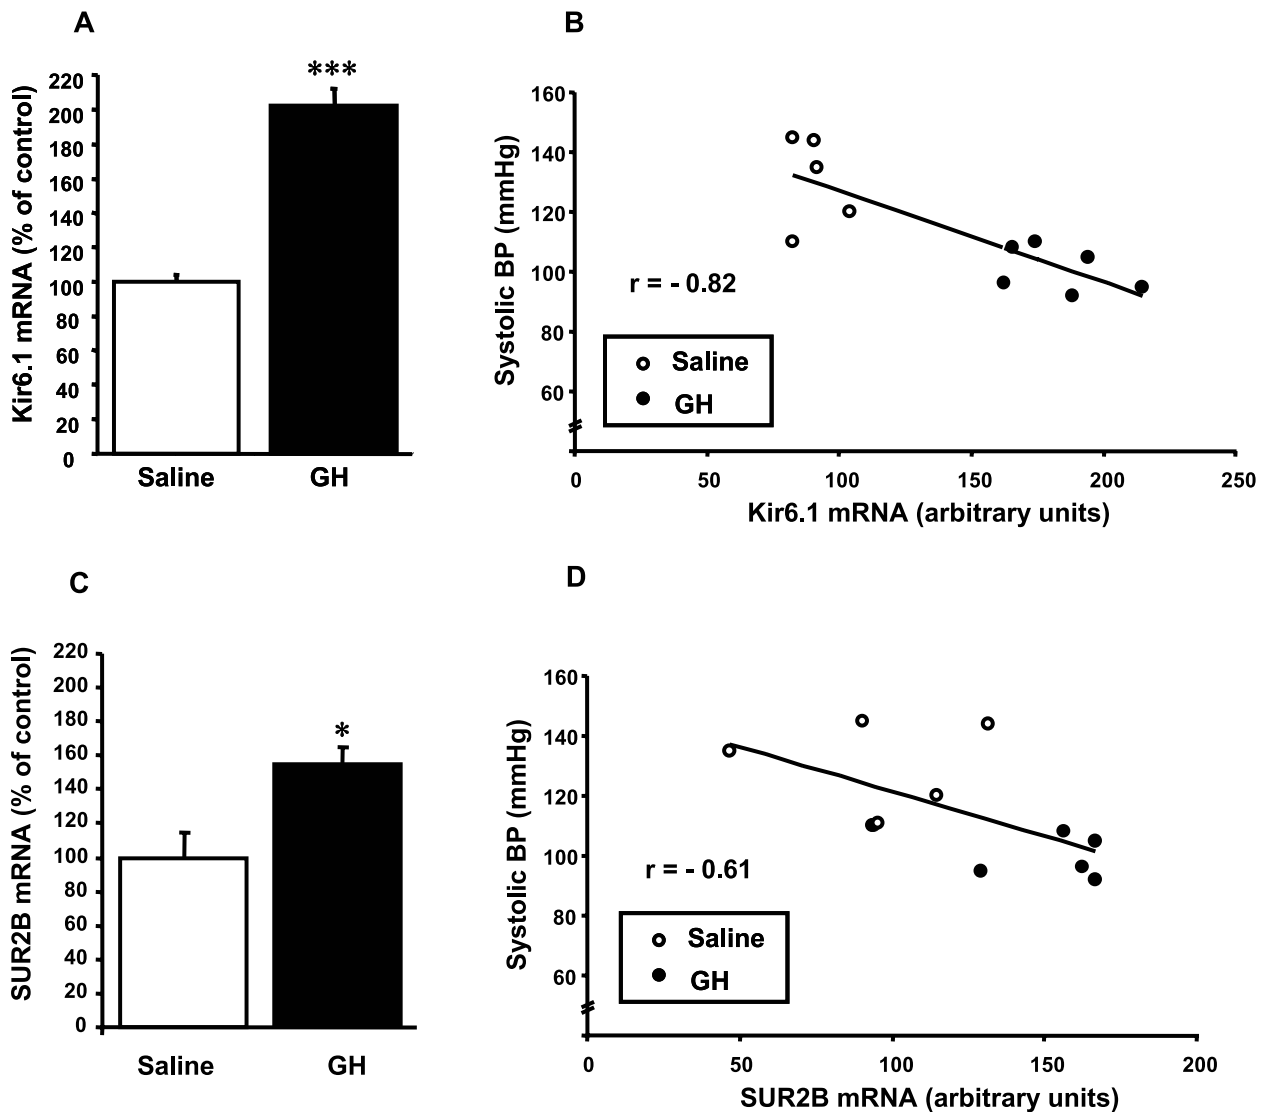 A
Kir6.1 mRNA (% of control)
220
200
180
160
140
120
100
80
60
40
20
0
***
Saline GH
B
Systolic BP (mmHg)
160
140
120
100
80
60
r = - 0.82
Saline
GH
0 50 100 150 200 250
Kir6.1 mRNA (arbitrary units)
C
SUR2B mRNA (% of control)
220
200
180
160
140
120
100
80
60
40
20
0
*
Saline GH
D
Systolic BP (mmHg)
160
140
120
100
80
60
r = - 0.61
Saline
GH
0 50 100 150 200
SUR2B mRNA (arbitrary units)